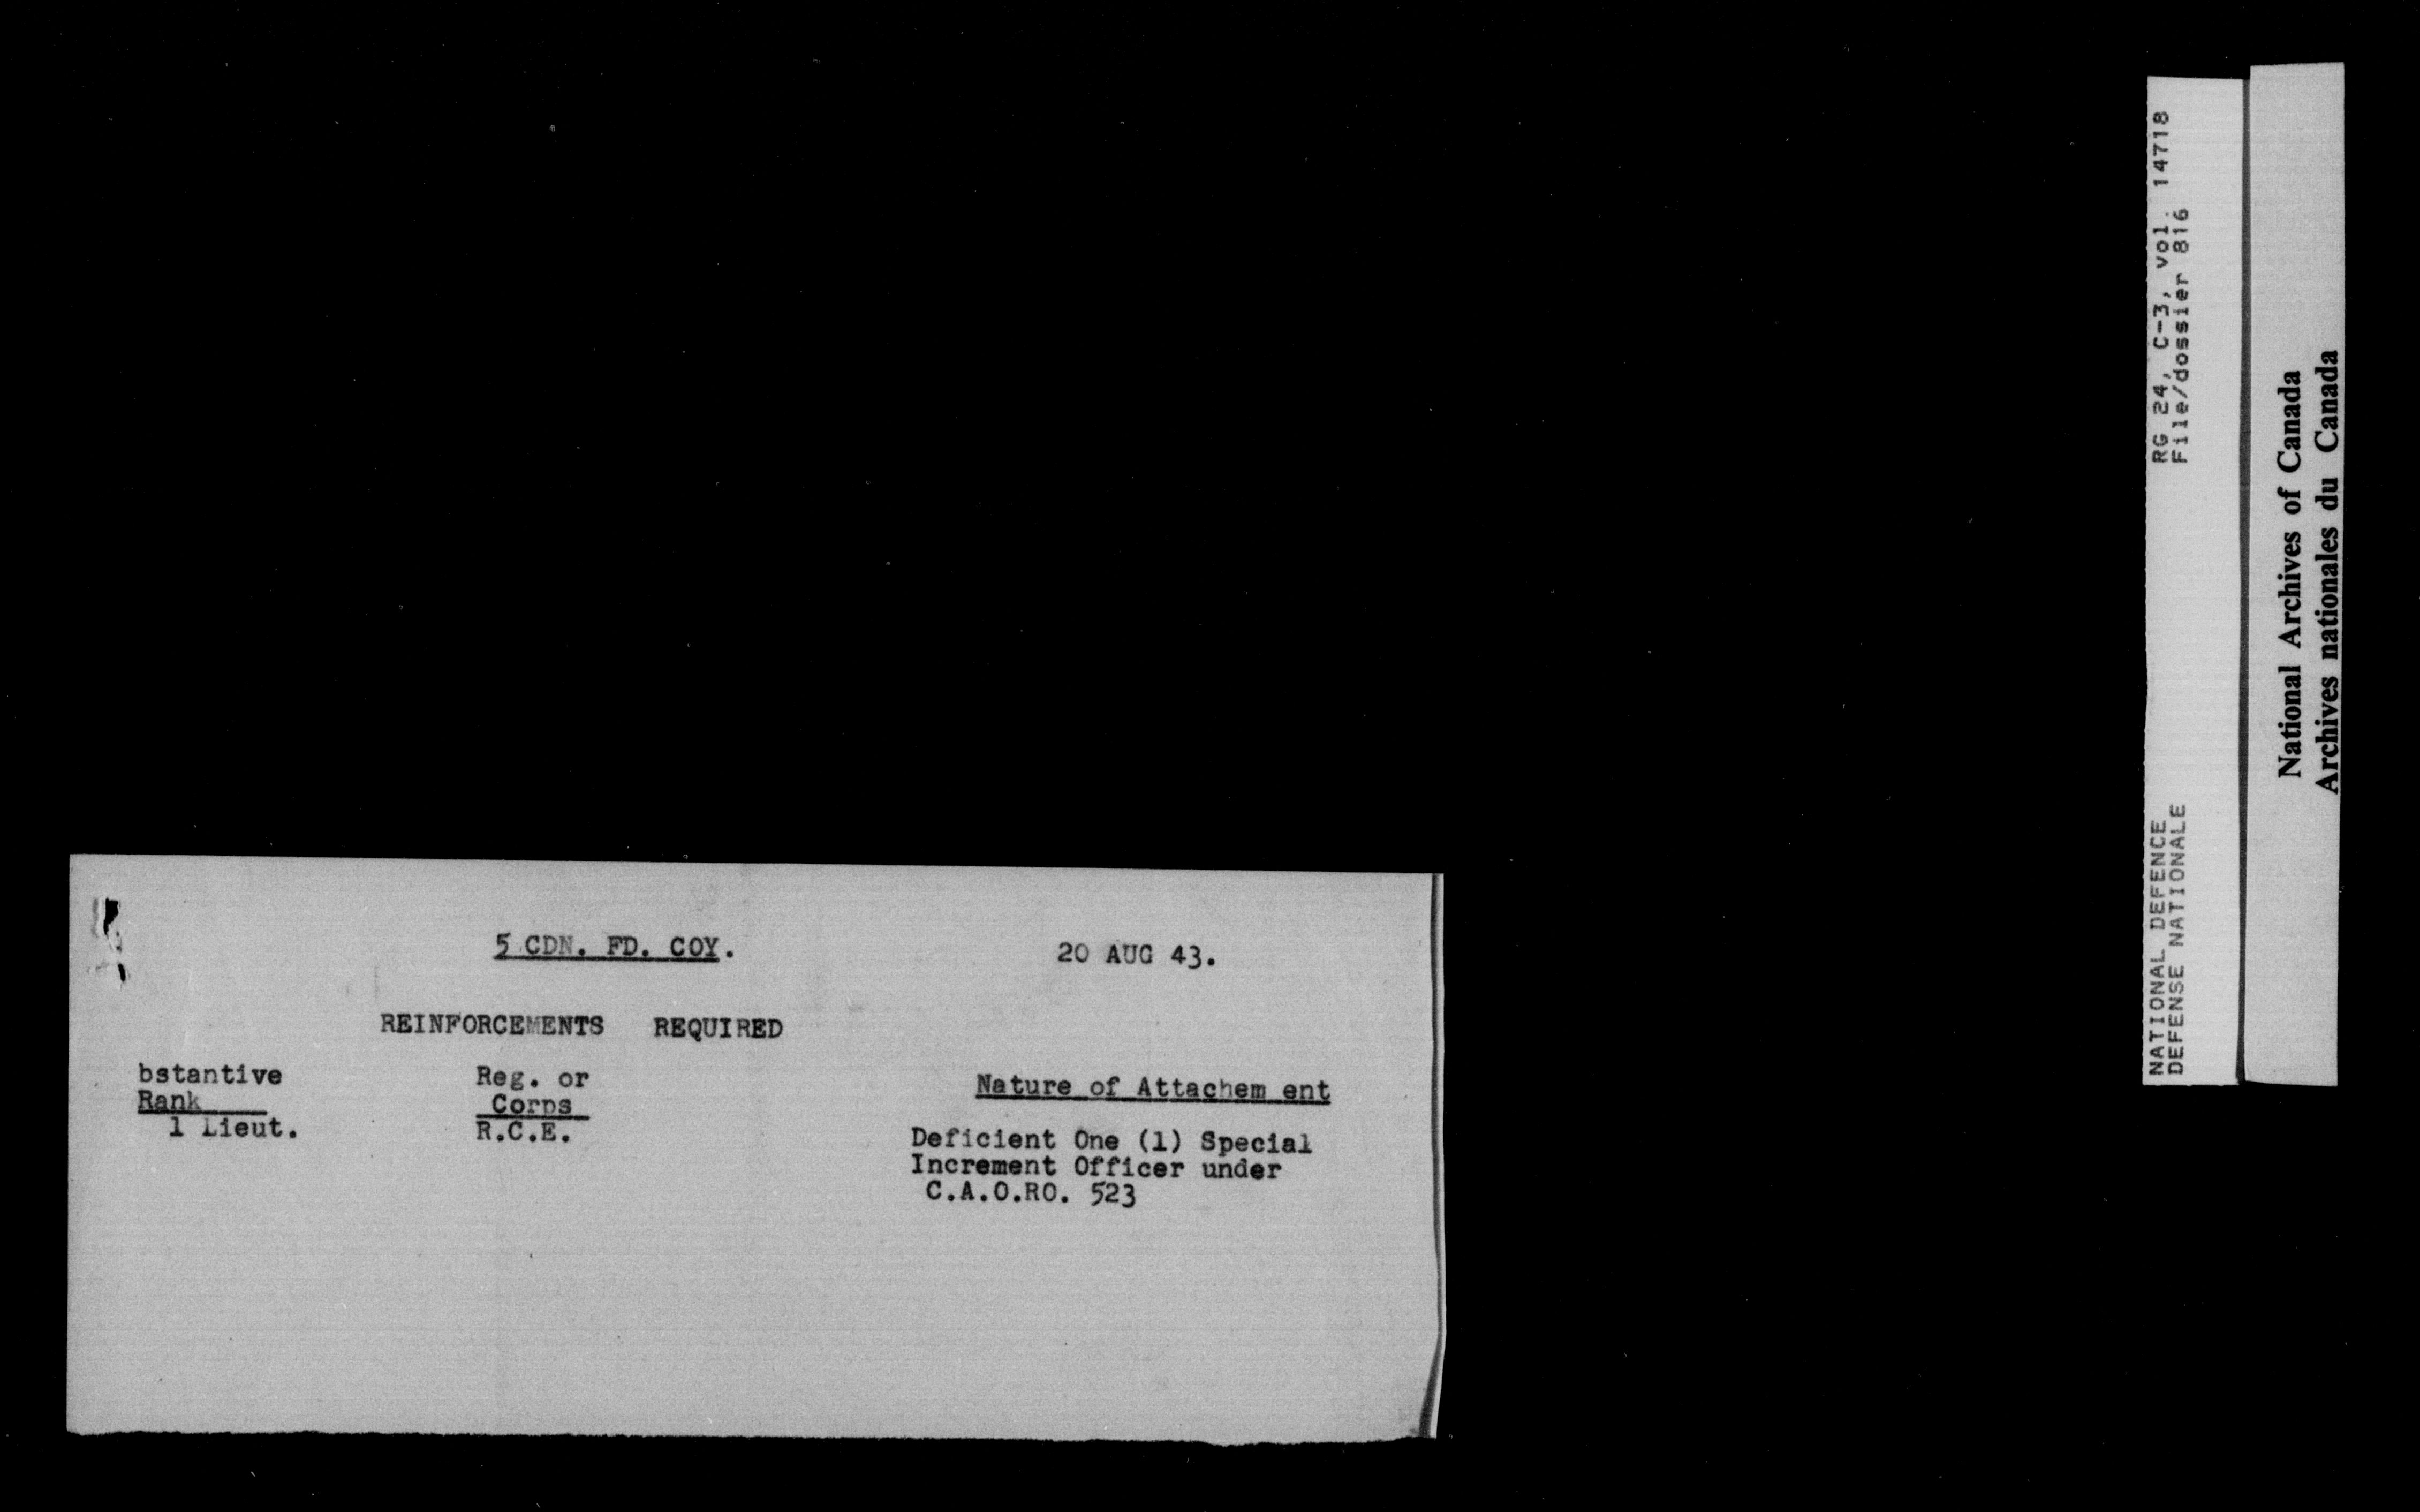 5 CDN. FD. COY.
20 AUG 43.
REINFORCEMENTS REQUIRED
bstantive
Rank
1 Lieut.
Reg. or
Corps
R.C.E.
Nature of Attachem ent
Deficient One (1) Special
Increment Officer under
C.A.O.RO. 523
NATIONAL DEFENCE
DEFENSE NATIONALE
RG 24, C-3, vol. 14718
File/dossier 816
National Archives of Canada
Archives nationales du Canada